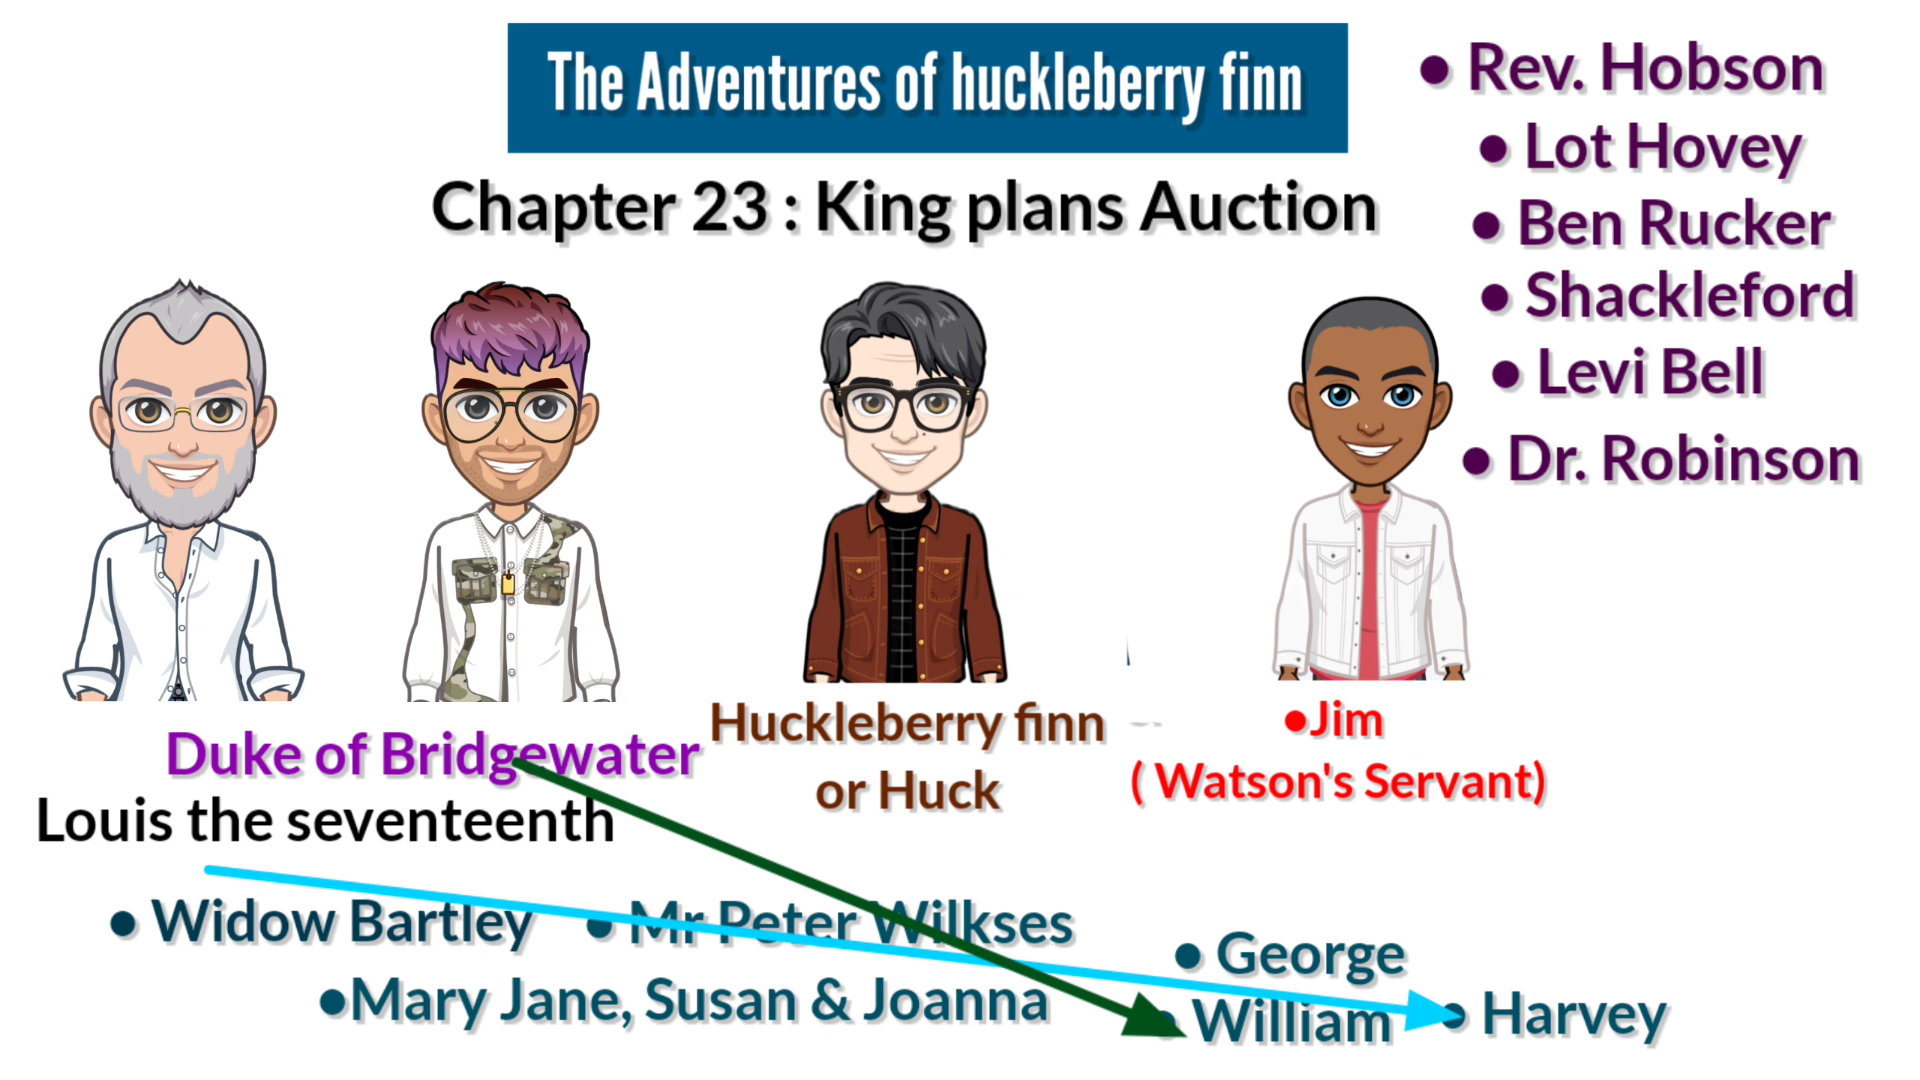 The Adventures of huckleberry finn
Chapter 23 : King plans Auction
• Rev. Hobson
• Lot Hovey
• Ben Rucker
• Shackleford
• Levi Bell
• Dr. Robinson
Duke of Bridgewater
Louis the seventeenth
Huckleberry finn
or Huck
•Jim
( Watson's Servant)
• Widow Bartley
• Mr Peter Wilkses
•Mary Jane, Susan & Joanna
• George
• William
• Harvey